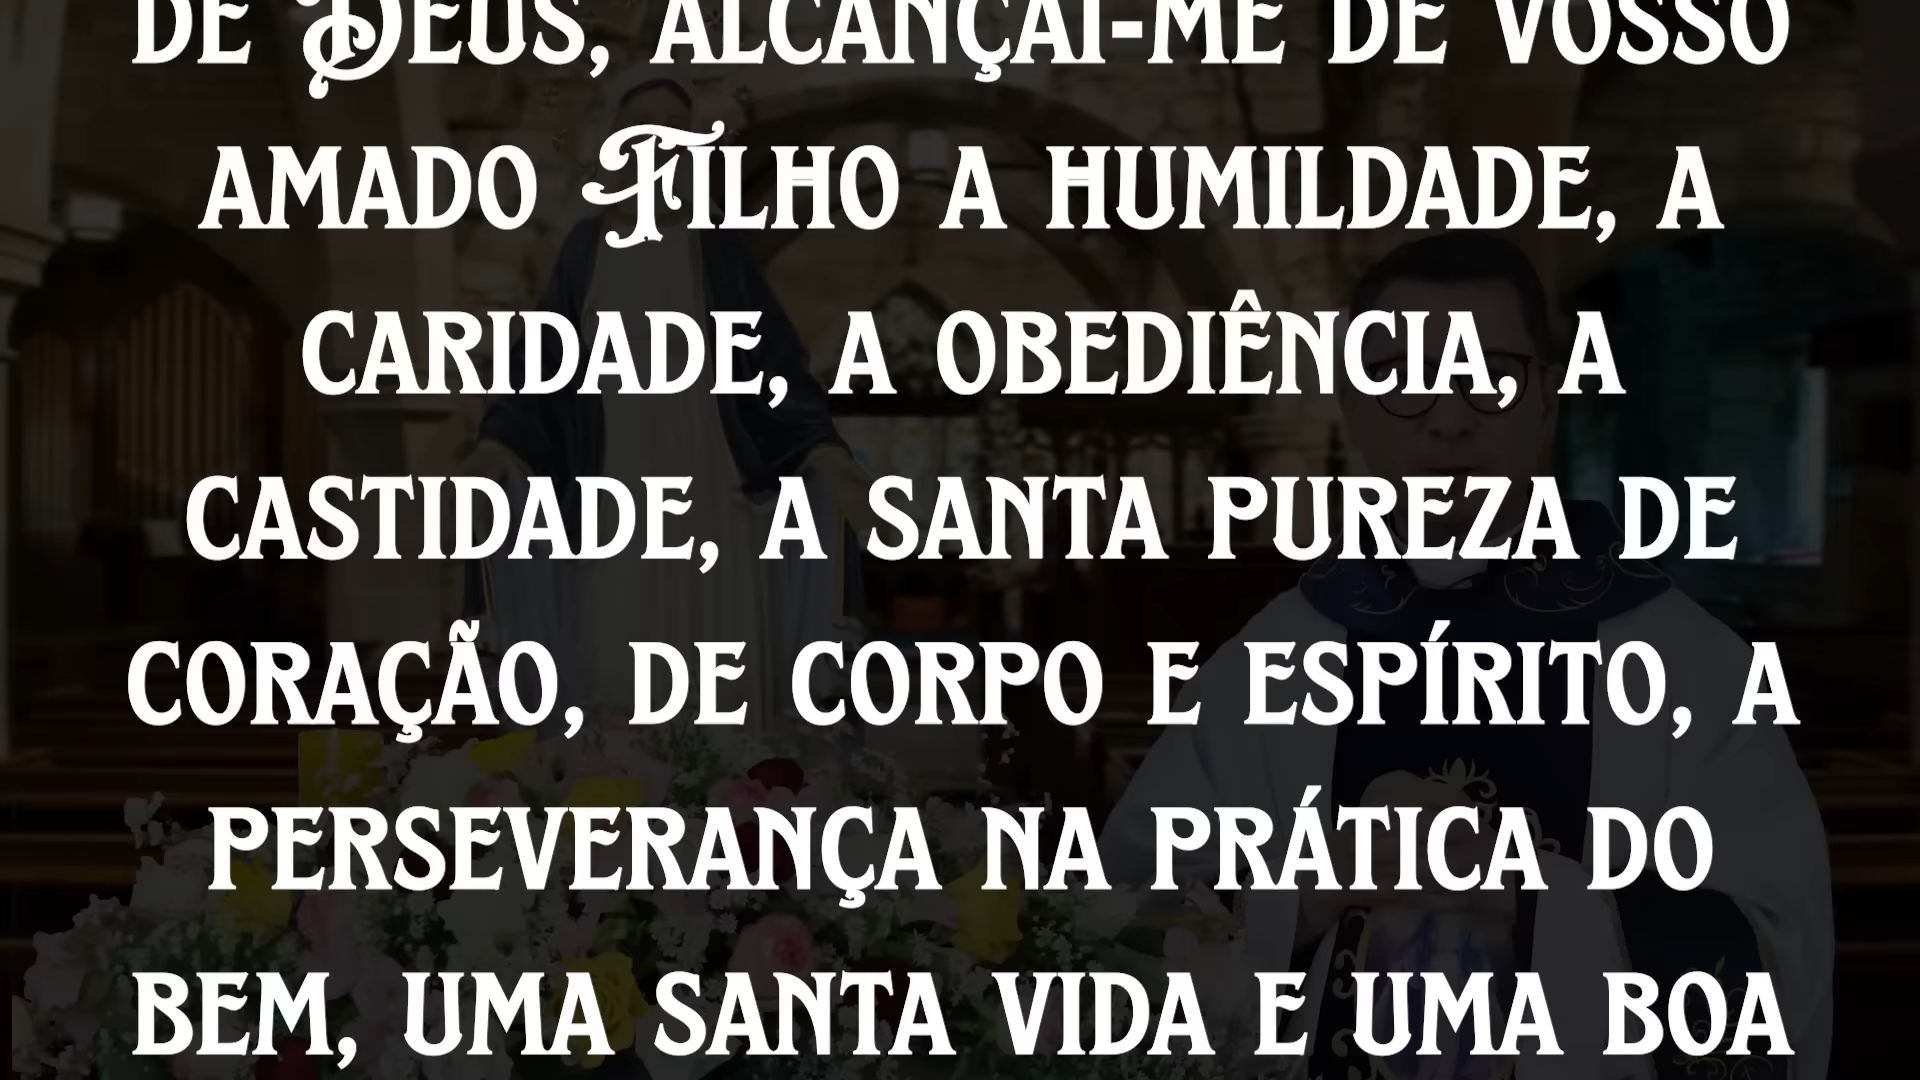 DE DEUS, ALCANÇAI-ME DE VOSSO
AMADO FILHO A HUMILDADE, A
CARIDADE, A OBEDIÊNCIA, A
CASTIDADE, A SANTA PUREZA DE
CORAÇÃO, DE CORPO E ESPÍRITO, A
PERSEVERANÇA NA PRÁTICA DO
BEM, UMA SANTA VIDA E UMA BOA